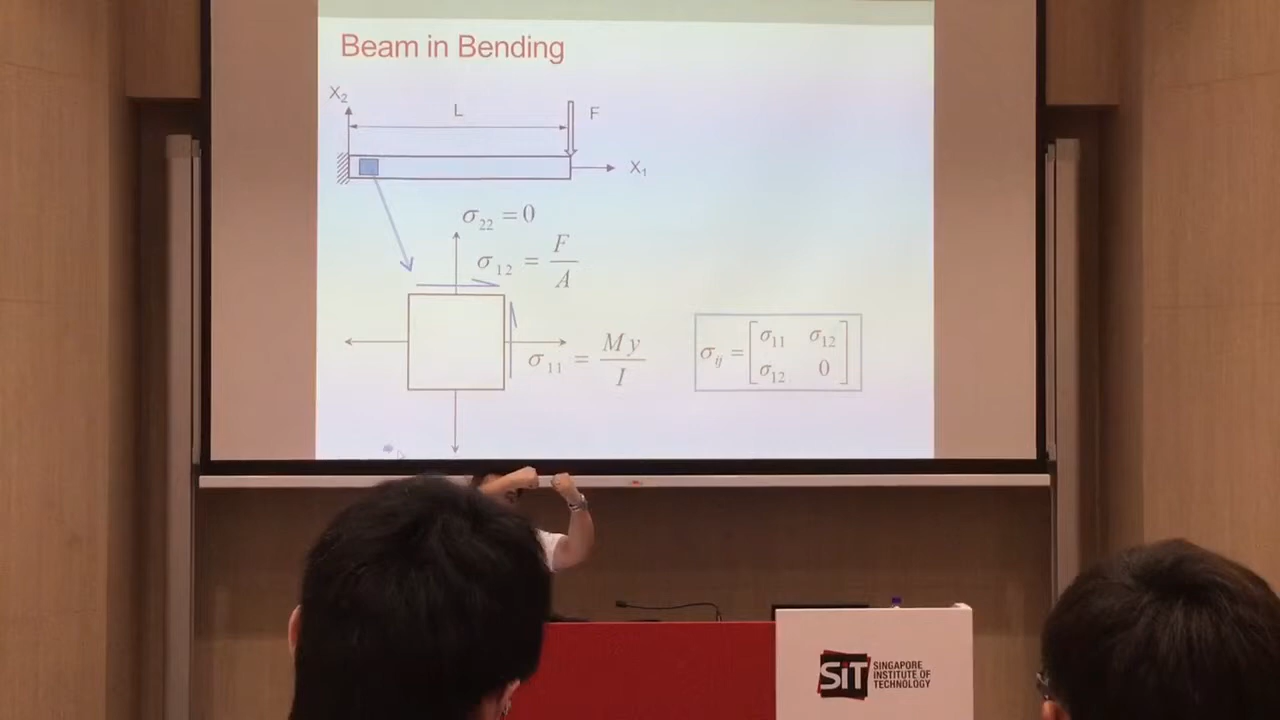 Beam in Bending
X₂
L
F
X₁
σ₂₂ = 0
σ₁₂ = F/A
σ₁₁ = My/I
σᵢⱼ = [σ₁₁ σ₁₂
σ₁₂ 0]
SiT
SINGAPORE
INSTITUTE OF
TECHNOLOGY